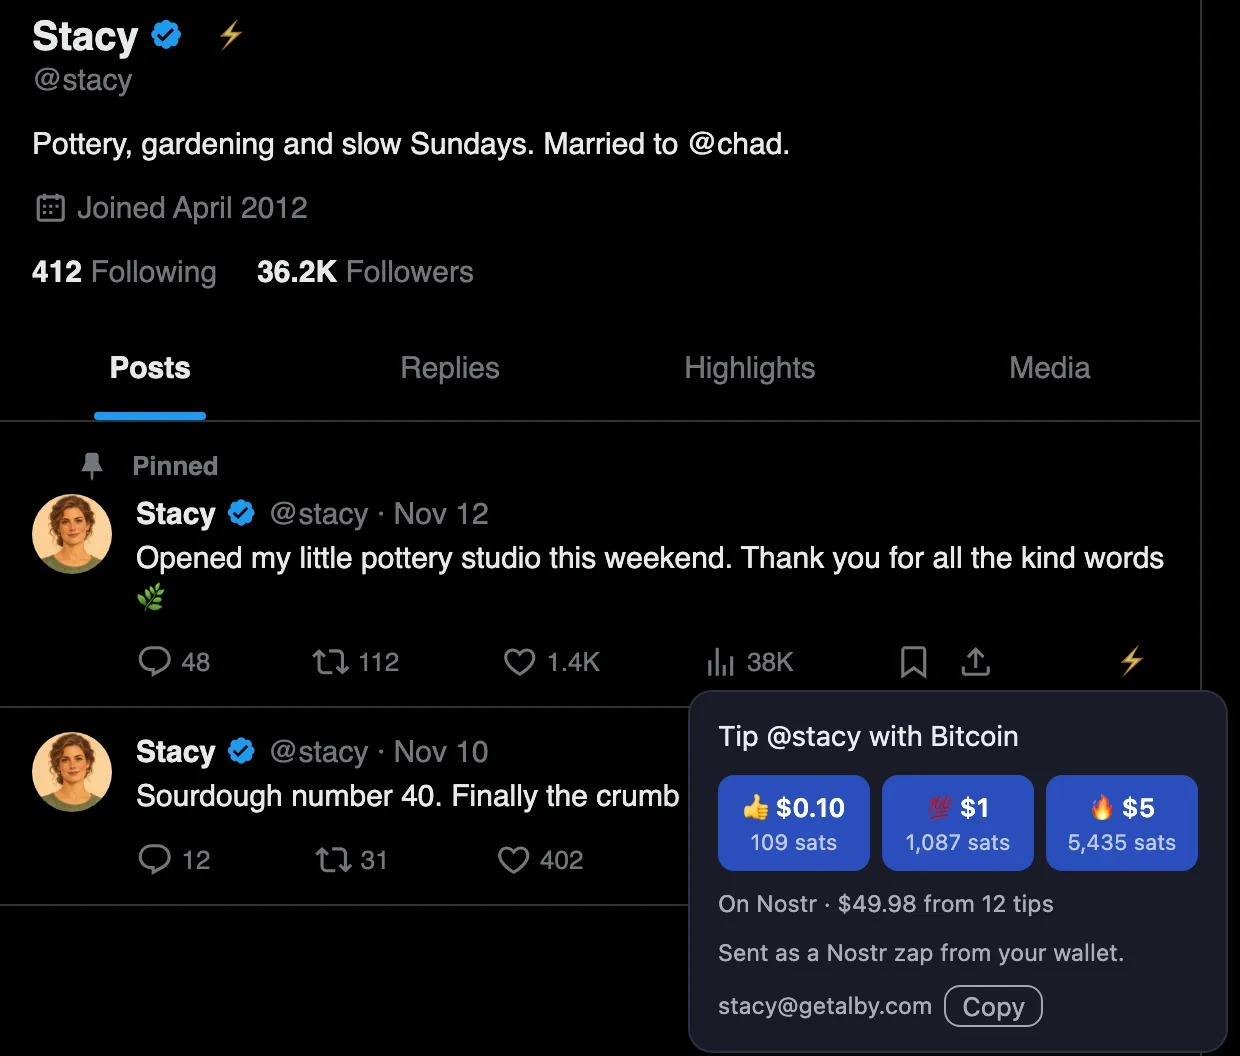 Stacy ⚡
@stacy
Pottery, gardening and slow Sundays. Married to @chad.
Joined April 2012
412 Following 36.2K Followers
Posts Replies Highlights Media
Pinned
Stacy @stacy · Nov 12
Opened my little pottery studio this weekend. Thank you for all the kind words
🌿
48 112 1.4K 38K ⚡
Stacy @stacy · Nov 10
Sourdough number 40. Finally the crumb
12 31 402
Tip @stacy with Bitcoin
👍 $0.10 💯 $1 🔥 $5
109 sats 1,087 sats 5,435 sats
On Nostr · $49.98 from 12 tips
Sent as a Nostr zap from your wallet.
stacy@getalby.com Copy